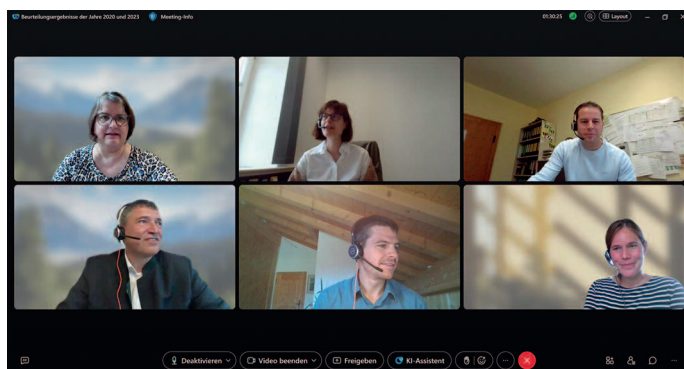 Beurteilungsergebnisse der Jahre 2020 und 2023 Meeting-Info 01:30:25 Layout
Deaktivieren Video beenden Freigeben KI-Assistent